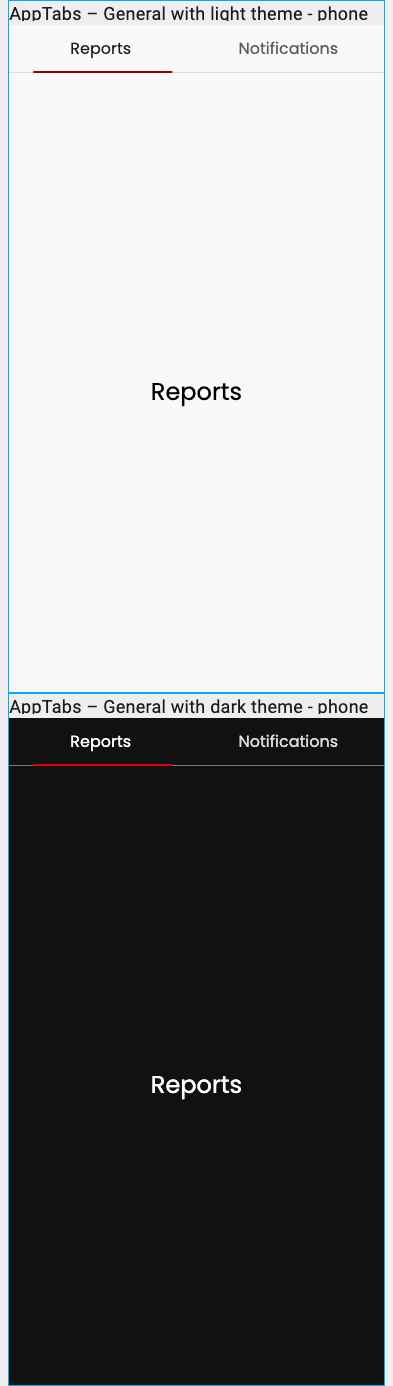 AppTabs – General with light theme - phone
Reports Notifications
Reports
AppTabs – General with dark theme - phone
Reports Notifications
Reports